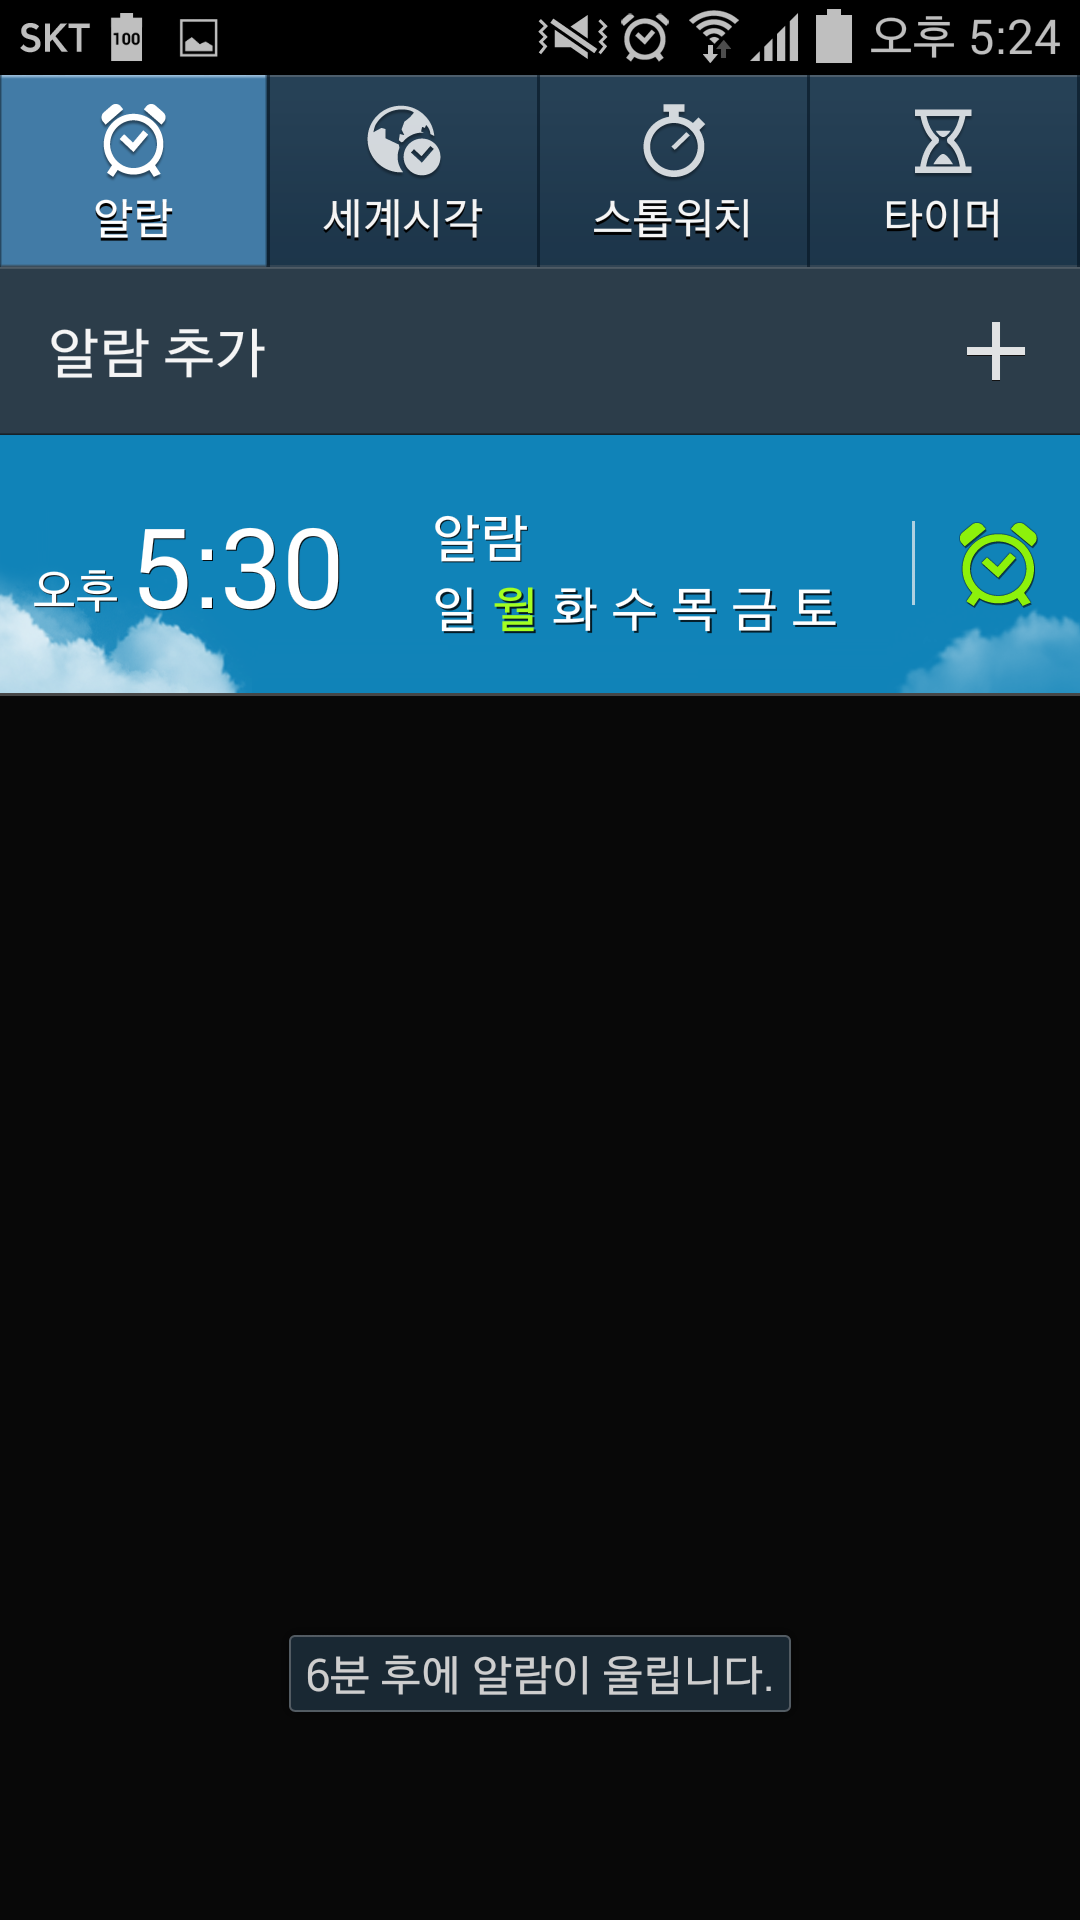 SKT 100 오후 5:24
알람 세계시각 스톱워치 타이머
알람 추가
오후 5:30
알람
일 월 화 수 목 금 토
6분 후에 알람이 울립니다.